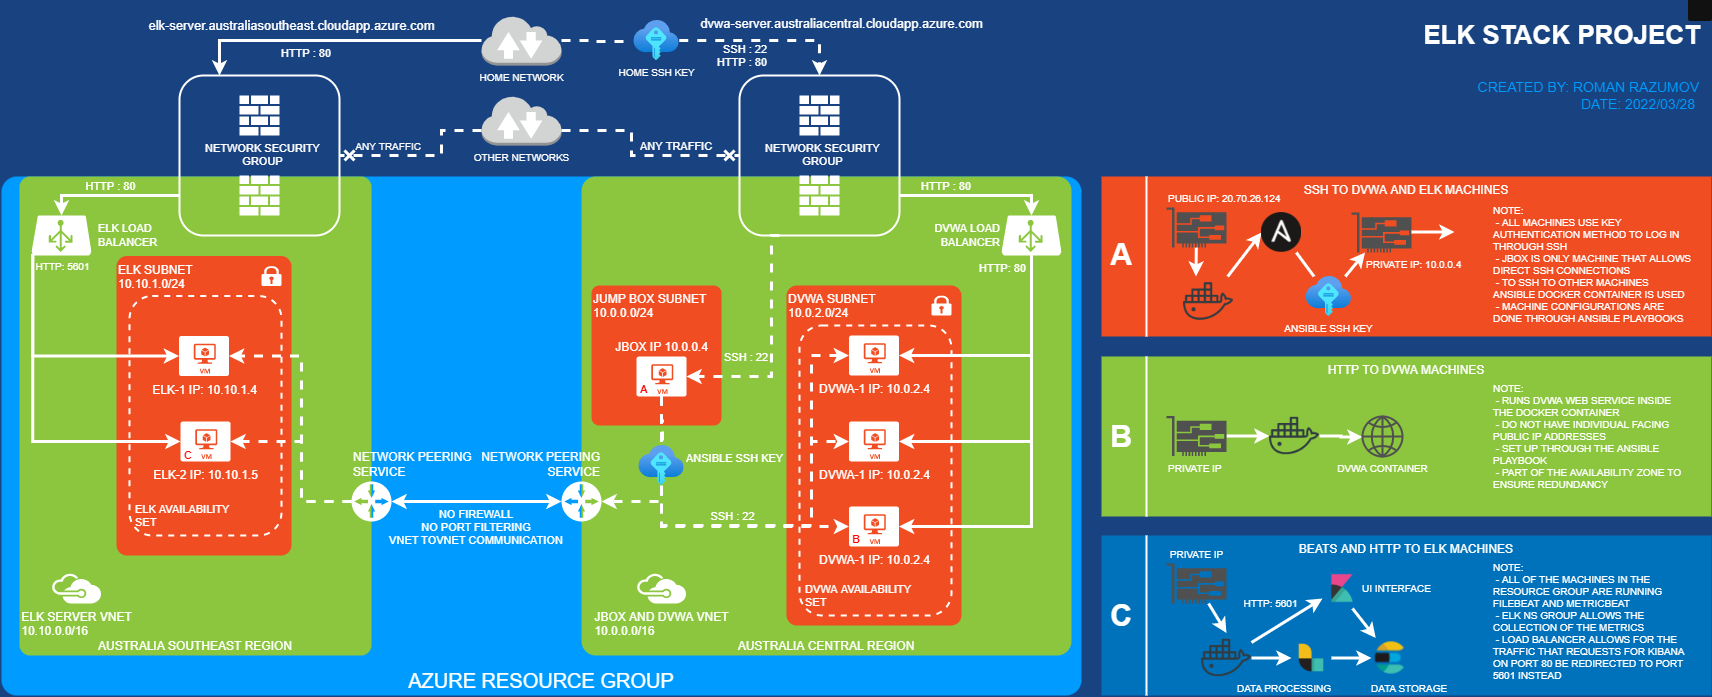 elk-server.australiasoutheast.cloudapp.azure.com
HTTP : 80
HOME NETWORK
HOME SSH KEY
dvwa-server.australiacentral.cloudapp.azure.com
SSH : 22
HTTP : 80
ELK STACK PROJECT
CREATED BY: ROMAN RAZUMOV
DATE: 2022/03/28
NETWORK SECURITY
GROUP
ANY TRAFFIC
OTHER NETWORKS
ANY TRAFFIC
NETWORK SECURITY
GROUP
HTTP : 80
ELK LOAD
BALANCER
HTTP: 5601
ELK SUBNET
10.10.1.0/24
VM
ELK-1 IP: 10.10.1.4
C
VM
ELK-2 IP: 10.10.1.5
ELK AVAILABILITY
SET
ELK SERVER VNET
10.10.0.0/16
AUSTRALIA SOUTHEAST REGION
NETWORK PEERING
SERVICE
NETWORK PEERING
SERVICE
NO FIREWALL
NO PORT FILTERING
VNET TOVNET COMMUNICATION
HTTP : 80
DVWA LOAD
BALANCER
HTTP: 80
JUMP BOX SUBNET
10.0.0.0/24
JBOX IP 10.0.0.4
A
VM
SSH : 22
ANSIBLE SSH KEY
SSH : 22
DVWA SUBNET
10.0.2.0/24
VM
DVWA-1 IP: 10.0.2.4
VM
DVWA-1 IP: 10.0.2.4
B
VM
DVWA-1 IP: 10.0.2.4
DVWA AVAILABILITY
SET
JBOX AND DVWA VNET
10.0.0.0/16
AUSTRALIA CENTRAL REGION
AZURE RESOURCE GROUP
A
SSH TO DVWA AND ELK MACHINES
PUBLIC IP: 20.70.26.124
A
PRIVATE IP: 10.0.0.4
ANSIBLE SSH KEY
NOTE:
- ALL MACHINES USE KEY
AUTHENTICATION METHOD TO LOG IN
THROUGH SSH
- JBOX IS ONLY MACHINE THAT ALLOWS
DIRECT SSH CONNECTIONS
- TO SSH TO OTHER MACHINES
ANSIBLE DOCKER CONTAINER IS USED
- MACHINE CONFIGURATIONS ARE
DONE THROUGH ANSIBLE PLAYBOOKS
B
HTTP TO DVWA MACHINES
PRIVATE IP
DVWA CONTAINER
NOTE:
- RUNS DVWA WEB SERVICE INSIDE
THE DOCKER CONTAINER
- DO NOT HAVE INDIVIDUAL FACING
PUBLIC IP ADDRESSES
- SET UP THROUGH THE ANSIBLE
PLAYBOOK
- PART OF THE AVAILABILITY ZONE TO
ENSURE REDUNDANCY
C
BEATS AND HTTP TO ELK MACHINES
PRIVATE IP
HTTP: 5601
UI INTERFACE
DATA PROCESSING
DATA STORAGE
NOTE:
- ALL OF THE MACHINES IN THE
RESOURCE GROUP ARE RUNNING
FILEBEAT AND METRICBEAT
- ELK NS GROUP ALLOWS THE
COLLECTION OF THE METRICS
- LOAD BALANCER ALLOWS FOR THE
TRAFFIC THAT REQUESTS FOR KIBANA
ON PORT 80 BE REDIRECTED TO PORT
5601 INSTEAD